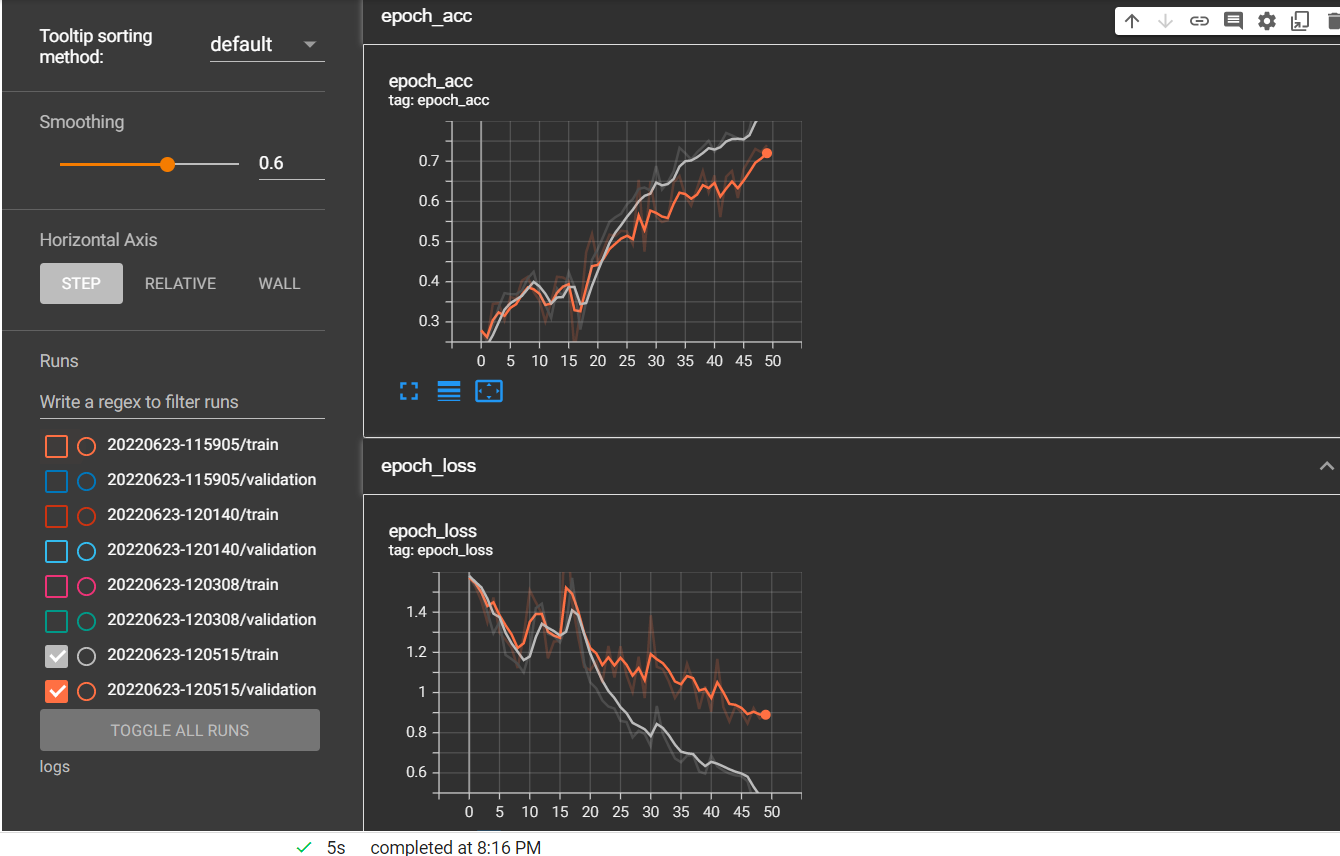 Tooltip sorting
method:
default
Smoothing
0.6
Horizontal Axis
STEP
RELATIVE
WALL
Runs
Write a regex to filter runs
20220623-115905/train
20220623-115905/validation
20220623-120140/train
20220623-120140/validation
20220623-120308/train
20220623-120308/validation
20220623-120515/train
20220623-120515/validation
TOGGLE ALL RUNS
logs
epoch_acc
epoch_acc
tag: epoch_acc
0.7
0.6
0.5
0.4
0.3
0 5 10 15 20 25 30 35 40 45 50
epoch_loss
epoch_loss
tag: epoch_loss
1.4
1.2
1
0.8
0.6
0 5 10 15 20 25 30 35 40 45 50
5s completed at 8:16 PM